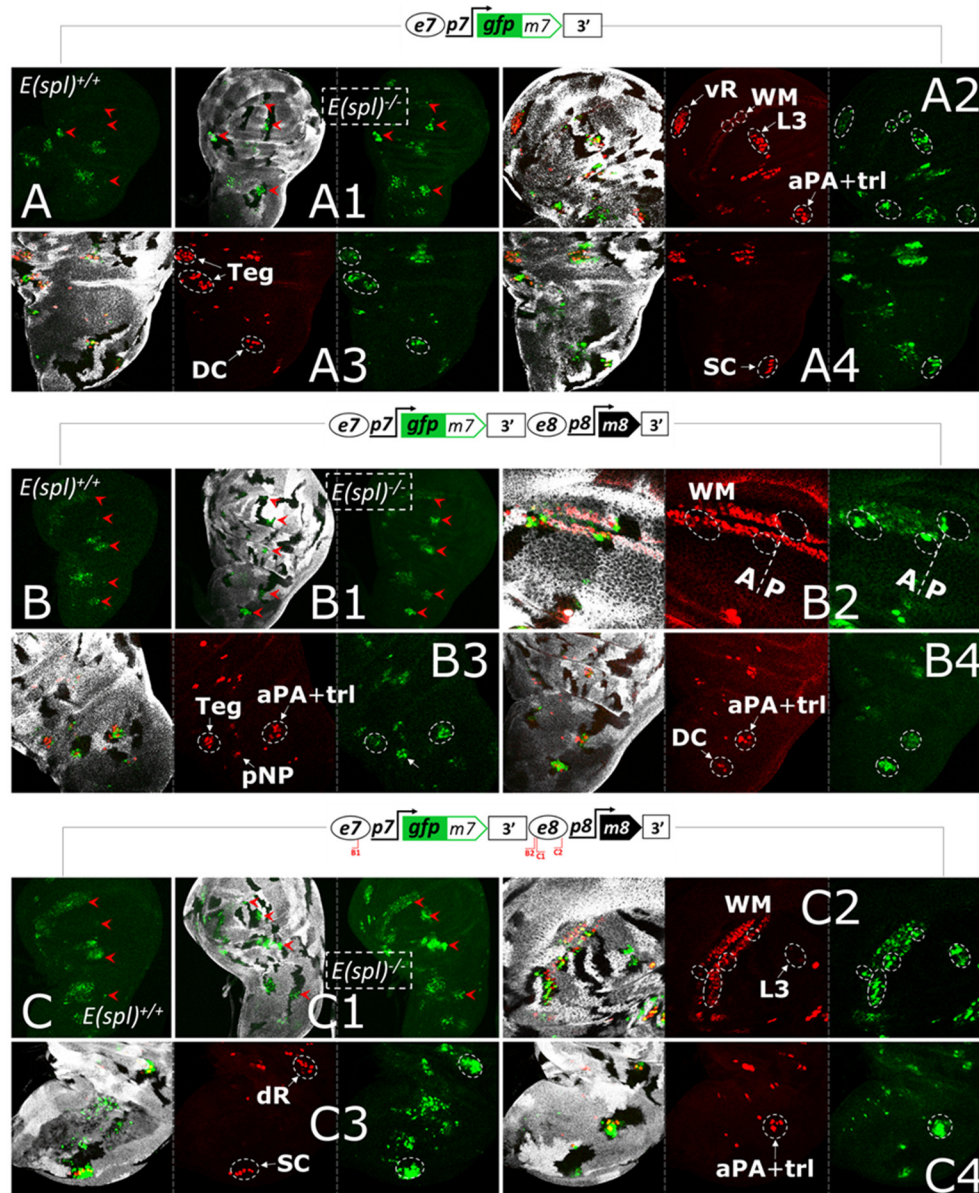 e7 p7 gfp m7 3'
E(spl)+/+ E(spl)-/- vR WM A2
L3
aPA+trl
A A1
Teg
DC A3 SC A4
e7 p7 gfp m7 3' e8 p8 m8 3'
E(spl)+/+ E(spl)-/- WM
A P A P
B B1 B2
B3 B4
Teg aPA+trl aPA+trl
pNP DC
e7 p7 gfp m7 3' e8 p8 m8 3'
B1 B2 C1 C2
WM C2
E(spl)-/- L3
C E(spl)+/+ C1
dR
C3
SC aPA+trl
C4